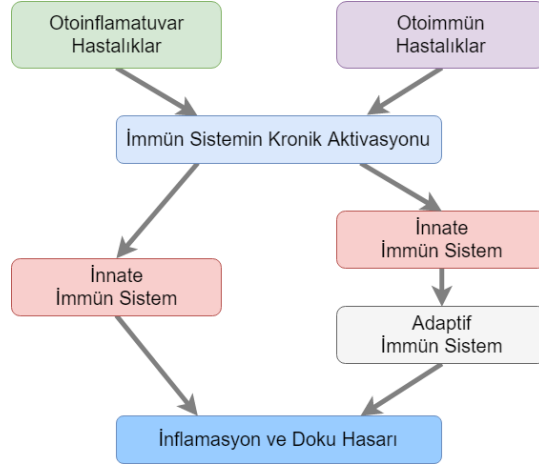 Otoinflamatuvar
Hastalıklar
Otoimmün
Hastalıklar
İmmün Sistemin Kronik Aktivasyonu
İnnate
İmmün Sistem
İnnate
İmmün Sistem
Adaptif
İmmün Sistem
İnflamasyon ve Doku Hasarı